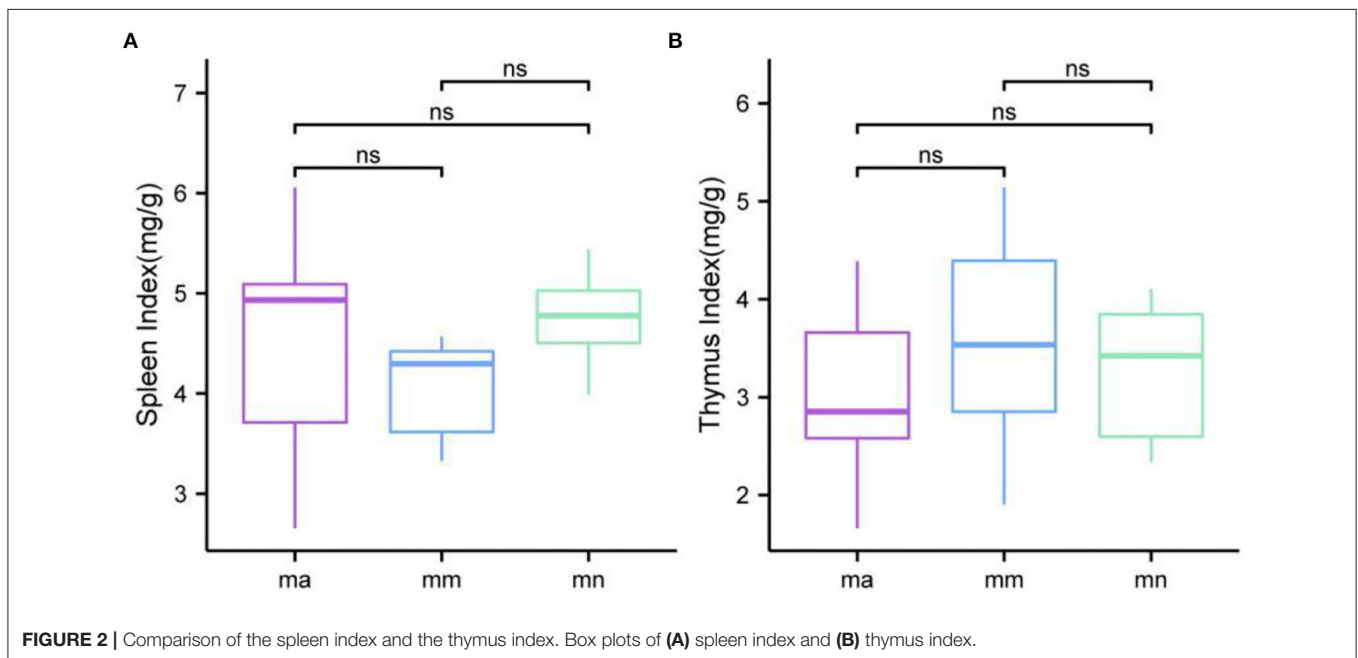 A
B
ns
ns
ns
7
6
5
4
3
Spleen Index(mg/g)
ma mm mn
ns
ns
ns
6
5
4
3
2
Thymus Index(mg/g)
ma mm mn
FIGURE 2 | Comparison of the spleen index and the thymus index. Box plots of (A) spleen index and (B) thymus index.